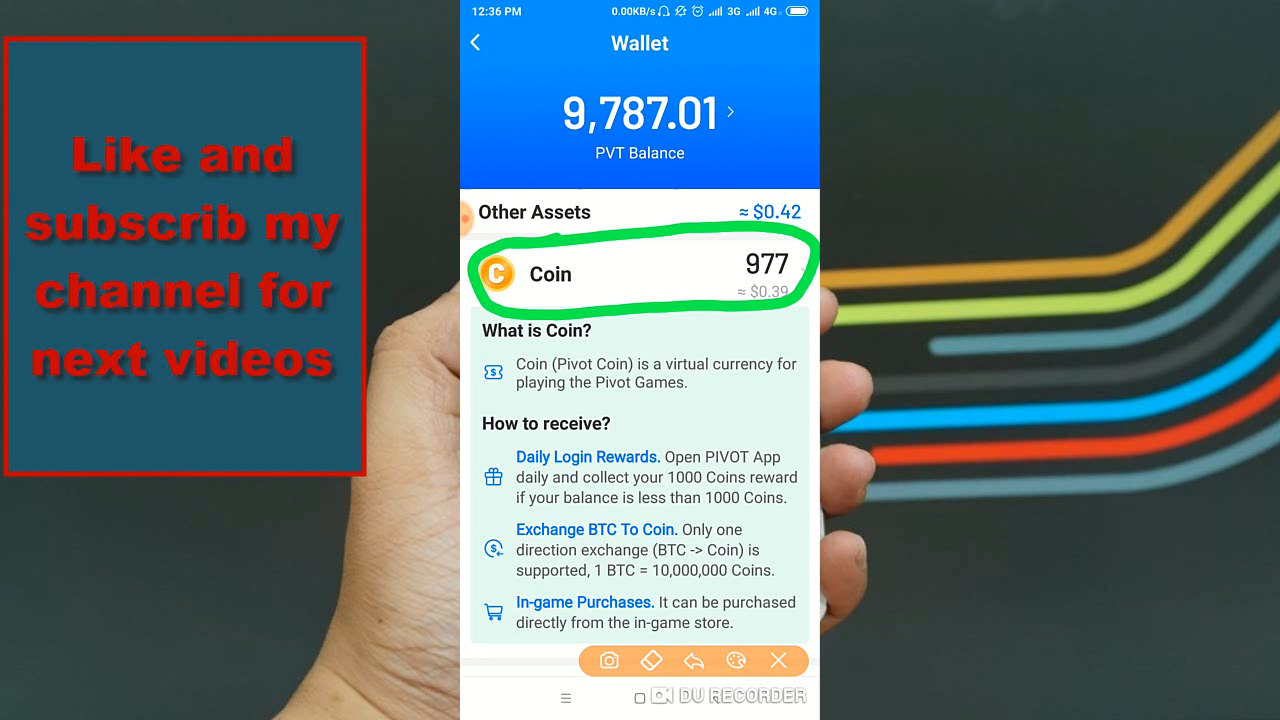 Like and
subscrib my
channel for
next videos
12:36 PM
0.00KB/s 3G 4G
Wallet
9,787.01
PVT Balance
Other Assets
≈ $0.42
C
Coin
977
≈ $0.39
What is Coin?
Coin (Pivot Coin) is a virtual currency for
playing the Pivot Games.
How to receive?
Daily Login Rewards. Open PIVOT App
daily and collect your 1000 Coins reward
if your balance is less than 1000 Coins.
Exchange BTC To Coin. Only one
direction exchange (BTC -> Coin) is
supported, 1 BTC = 10,000,000 Coins.
In-game Purchases. It can be purchased
directly from the in-game store.
DU RECORDER